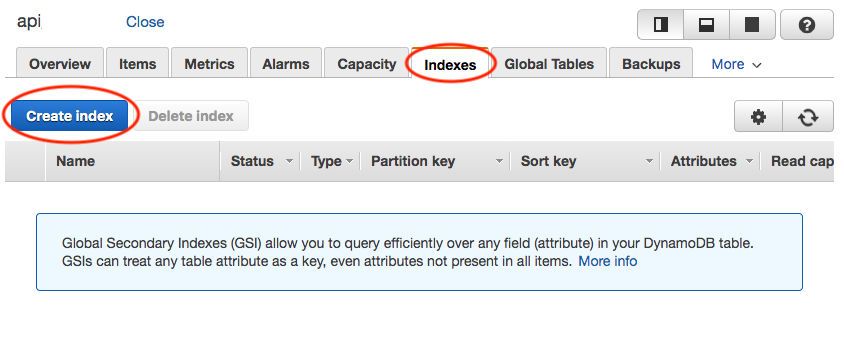 api Close
Overview Items Metrics Alarms Capacity Indexes Global Tables Backups More
Create index Delete index
Name Status Type Partition key Sort key Attributes Read cap
Global Secondary Indexes (GSI) allow you to query efficiently over any field (attribute) in your DynamoDB table.
GSIs can treat any table attribute as a key, even attributes not present in all items. More info